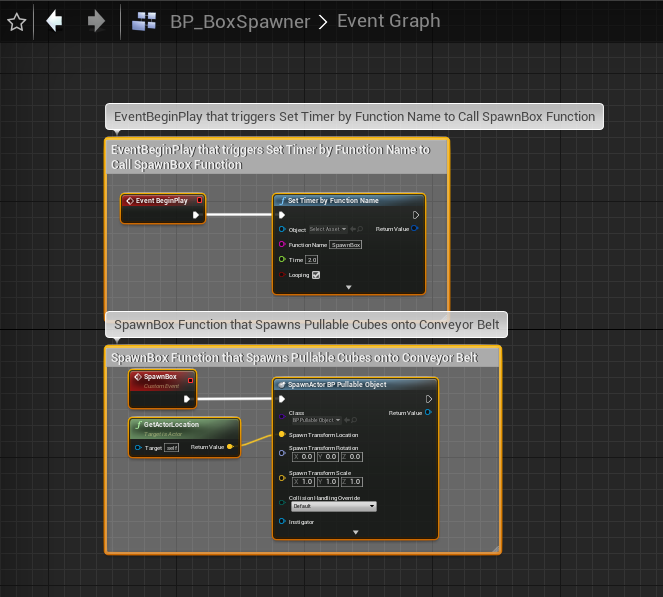 BP_BoxSpawner > Event Graph
EventBeginPlay that triggers Set Timer by Function Name to Call SpawnBox Function
EventBeginPlay that triggers Set Timer by Function Name to
Call SpawnBox Function
Event BeginPlay
Set Timer by Function Name
Object Select Asset Return Value
Function Name SpawnBox
Time 2.0
Looping
SpawnBox Function that Spawns Pullable Cubes onto Conveyor Belt
SpawnBox Function that Spawns Pullable Cubes onto Conveyor Belt
SpawnBox
Custom Event
SpawnActor BP Pullable Object
Class Return Value
BP Pullable Object
GetActorLocation
Target is Actor
Target self Return Value
Spawn Transform Location
Spawn Transform Rotation
X 0.0 Y 0.0 Z 0.0
Spawn Transform Scale
X 1.0 Y 1.0 Z 1.0
Collision Handling Override
Default
Instigator